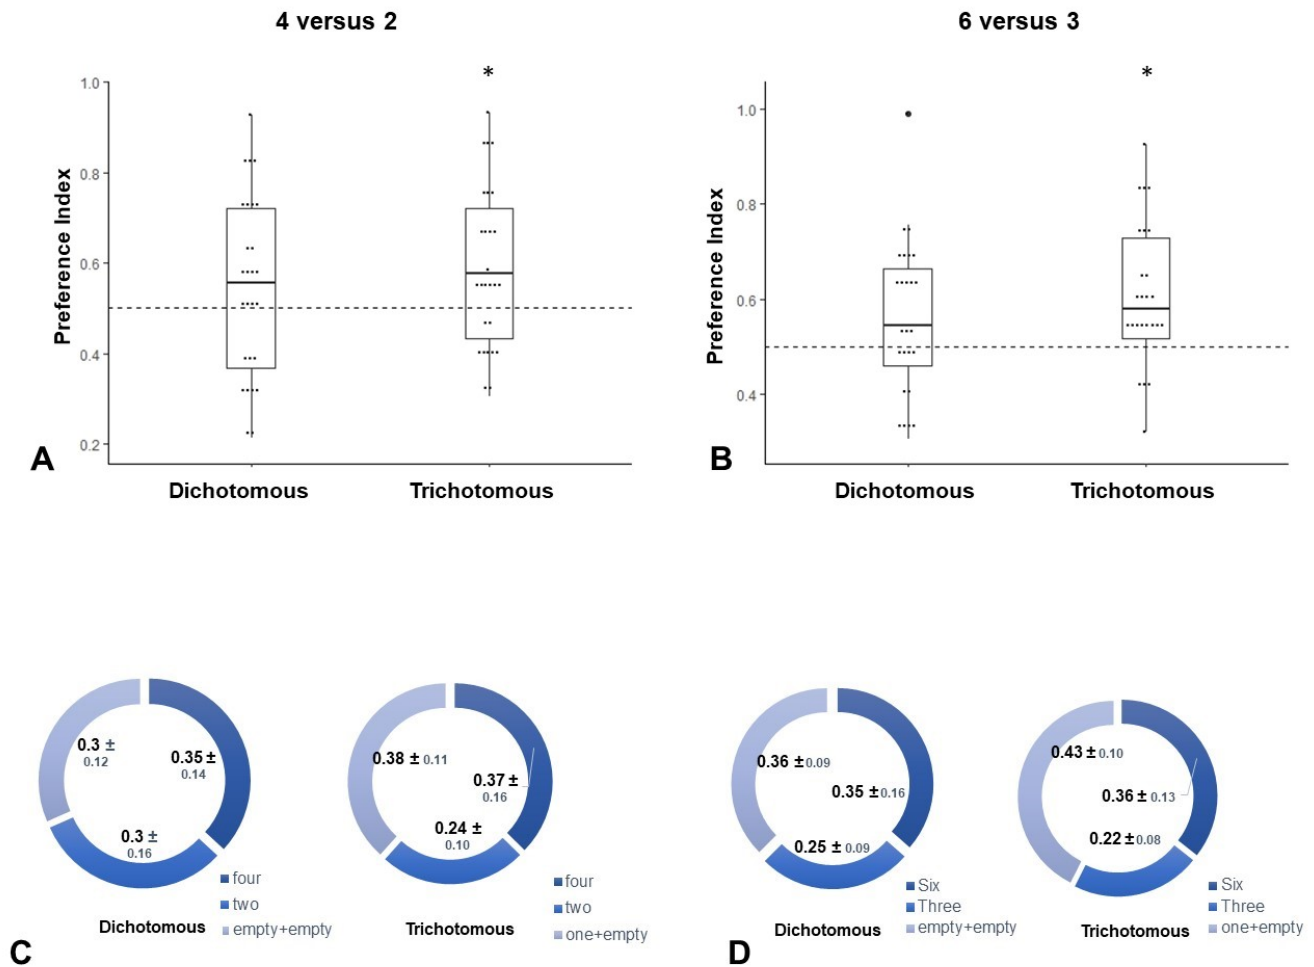 4 versus 2
6 versus 3
*
1.0
0.8
0.6
0.4
0.2
Preference Index
A
Dichotomous
Trichotomous
*
1.0
0.8
0.6
0.4
Preference Index
B
Dichotomous
Trichotomous
0.3 ±
0.12
0.35 ±
0.14
0.3 ±
0.16
four
two
empty+empty
Dichotomous
C
0.38 ± 0.11
0.37 ±
0.16
0.24 ±
0.10
four
two
one+empty
Trichotomous
0.36 ± 0.09
0.35 ± 0.16
0.25 ± 0.09
Six
Three
empty+empty
Dichotomous
D
0.43 ± 0.10
0.36 ± 0.13
0.22 ± 0.08
Six
Three
one+empty
Trichotomous